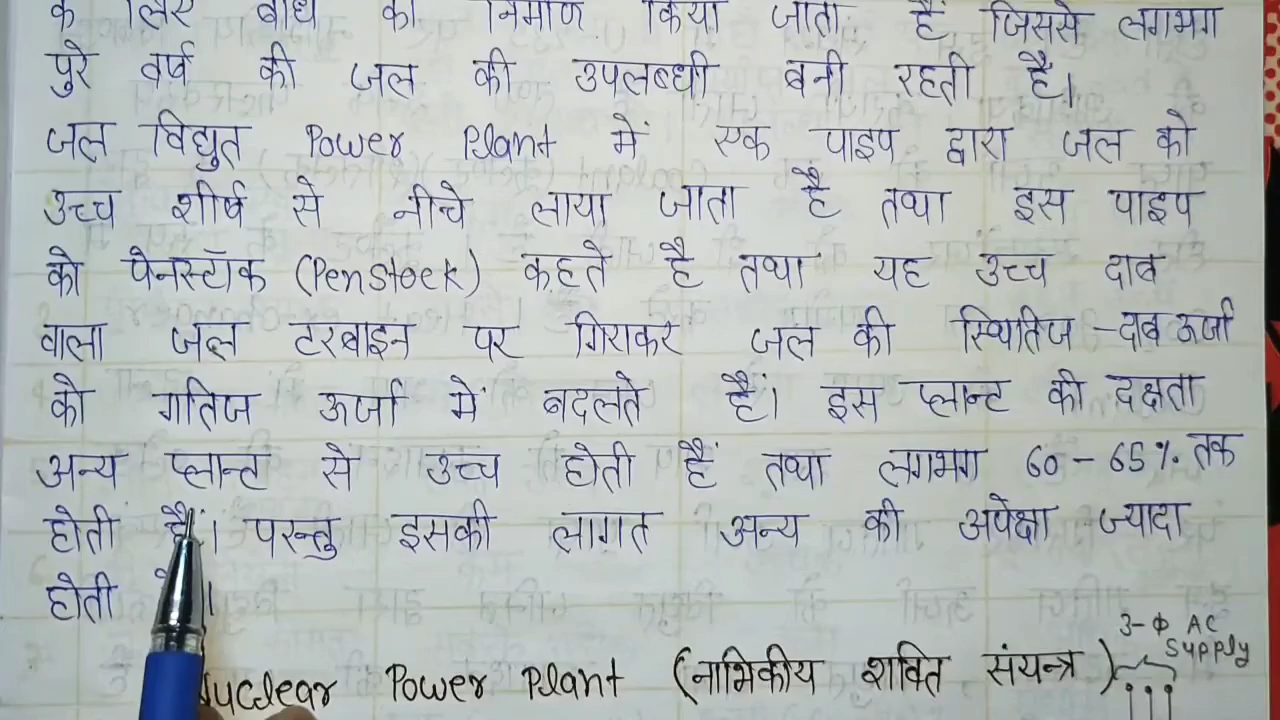 के लिए बांध का निर्माण किया जाता है जिससे लगभग
पुरे वर्ष की जल की उपलब्धी बनी रहती है।
जल विद्युत Power Plant में एक पाइप द्वारा जल को
उच्च शीर्ष से नीचे लाया जाता है तथा इस पाइप
को पेनस्टॉक (Penstock) कहते है तथा यह उच्च दाब
वाला जल टरबाइन पर गिराकर जल की स्थितिज - दाब ऊर्जा
को गतिज ऊर्जा में बदलते हैं। इस प्लान्ट की दक्षता
अन्य प्लान्ट से उच्च होती हैं तथा लगभग 60 - 65% तक
होती हैं। परन्तु इसकी लागत अन्य की अपेक्षा ज्यादा
होती
3-Φ AC
Supply
Nuclear Power Plant (नाभिकीय शक्ति संयन्त्र)